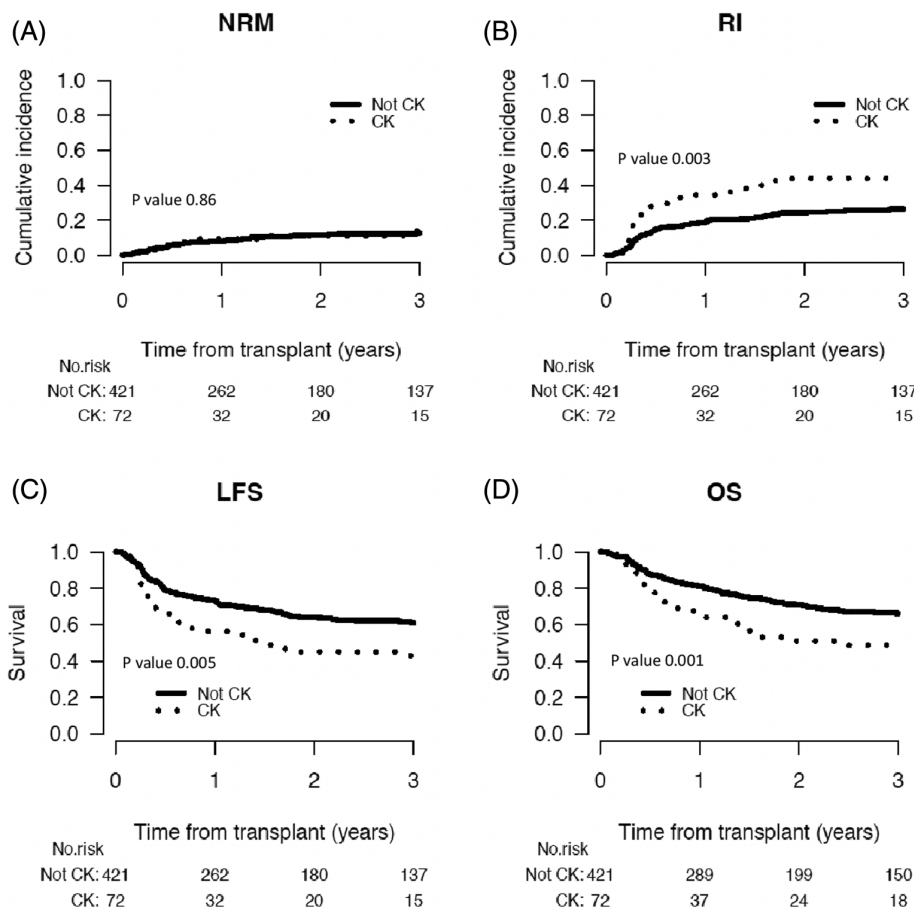 (A) NRM
Cumulative incidence
1.0
0.8
0.6
0.4
0.2
0.0
Not CK
CK
P value 0.86
0 1 2 3
Time from transplant (years)
No.risk
Not CK: 421 262 180 137
CK: 72 32 20 15
(B) RI
Cumulative incidence
1.0
0.8
0.6
0.4
0.2
0.0
Not CK
CK
P value 0.003
0 1 2 3
Time from transplant (years)
No.risk
Not CK: 421 262 180 137
CK: 72 32 20 15
(C) LFS
Survival
1.0
0.8
0.6
0.4
0.2
0.0
P value 0.005
Not CK
CK
0 1 2 3
Time from transplant (years)
No.risk
Not CK: 421 262 180 137
CK: 72 32 20 15
(D) OS
Survival
1.0
0.8
0.6
0.4
0.2
0.0
P value 0.001
Not CK
CK
0 1 2 3
Time from transplant (years)
No.risk
Not CK: 421 289 199 150
CK: 72 37 24 18